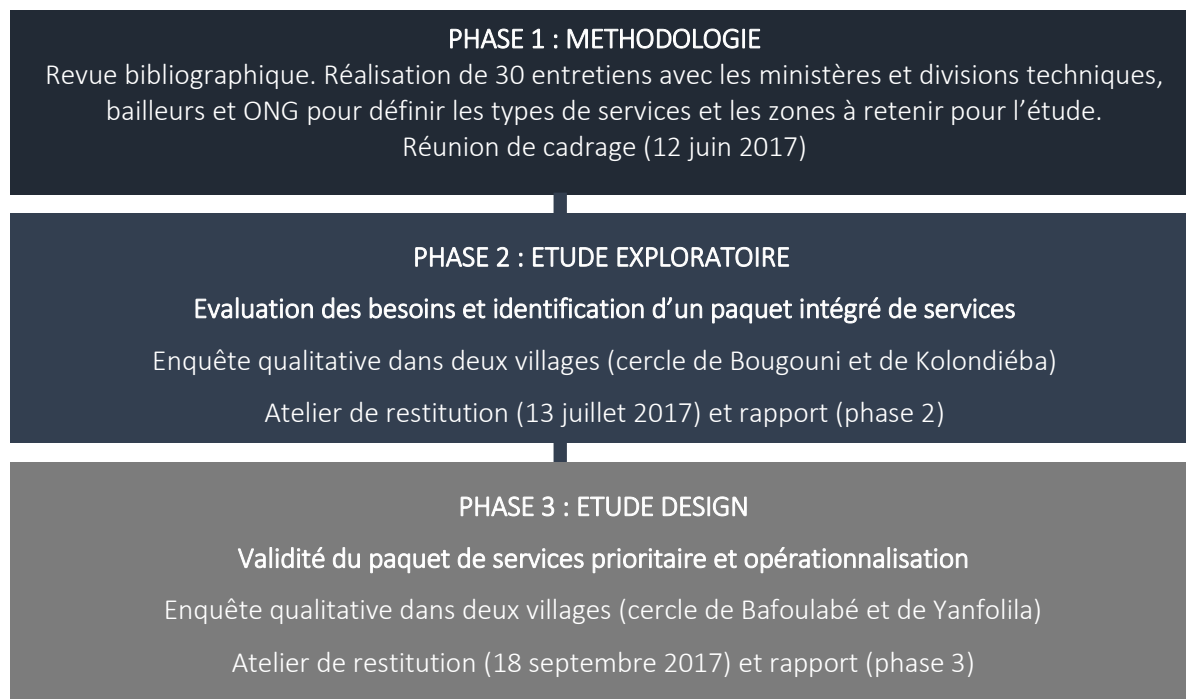 PHASE 1 : METHODOLOGIE
Revue bibliographique. Réalisation de 30 entretiens avec les ministères et divisions techniques,
bailleurs et ONG pour définir les types de services et les zones à retenir pour l’étude.
Réunion de cadrage (12 juin 2017)
PHASE 2 : ETUDE EXPLORATOIRE
Evaluation des besoins et identification d’un paquet intégré de services
Enquête qualitative dans deux villages (cercle de Bougouni et de Kolondiéba)
Atelier de restitution (13 juillet 2017) et rapport (phase 2)
PHASE 3 : ETUDE DESIGN
Validité du paquet de services prioritaire et opérationnalisation
Enquête qualitative dans deux villages (cercle de Bafoulabé et de Yanfolila)
Atelier de restitution (18 septembre 2017) et rapport (phase 3)